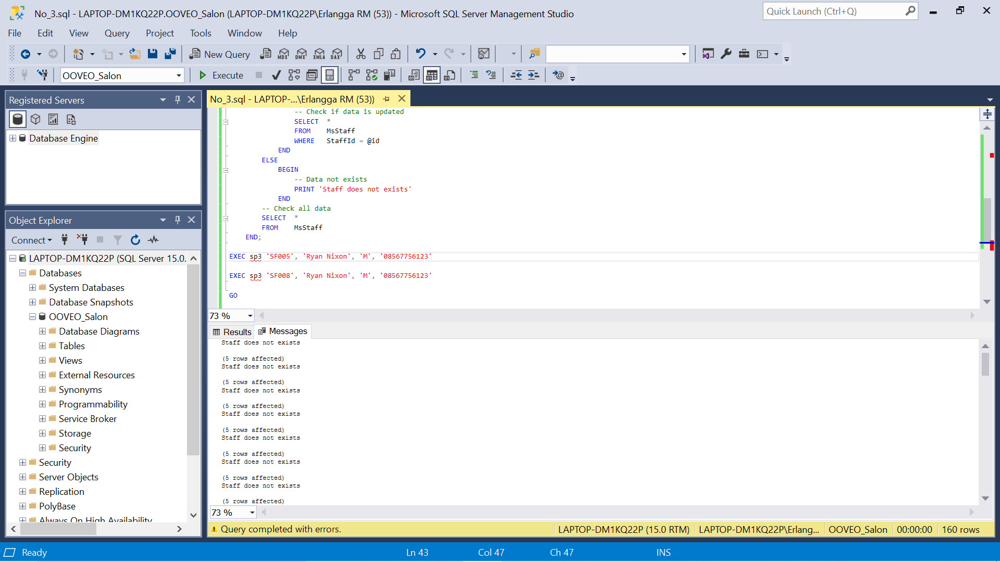 No_3.sql - LAPTOP-DM1KQ22P.OOVEO_Salon (LAPTOP-DM1KQ22P\Erlangga RM (53)) - Microsoft SQL Server Management Studio
Quick Launch (Ctrl+Q)
File Edit View Query Project Tools Window Help
New Query MDX DMX XMLA DAX
OOVEO_Salon Execute
Registered Servers
Database Engine
Object Explorer
Connect
LAPTOP-DM1KQ22P (SQL Server 15.0.
Databases
System Databases
Database Snapshots
OOVEO_Salon
Database Diagrams
Tables
Views
External Resources
Synonyms
Programmability
Service Broker
Storage
Security
Security
Server Objects
Replication
PolyBase
Always On High Availability
No_3.sql - LAPTOP-...\Erlangga RM (53))
-- Check if data is updated
SELECT *
FROM MsStaff
WHERE StaffId = @id
END
ELSE
BEGIN
-- Data not exists
PRINT 'Staff does not exists'
END
-- Check all data
SELECT *
FROM MsStaff
END;
EXEC sp3 'SF005', 'Ryan Nixon', 'M', '08567756123'
EXEC sp3 'SF008', 'Ryan Nixon', 'M', '08567756123'
GO
73 %
Results Messages
Staff does not exists
(5 rows affected)
Staff does not exists
(5 rows affected)
Staff does not exists
(5 rows affected)
Staff does not exists
(5 rows affected)
Staff does not exists
(5 rows affected)
Staff does not exists
(5 rows affected)
Staff does not exists
(5 rows affected)
73 %
Query completed with errors. LAPTOP-DM1KQ22P (15.0 RTM) LAPTOP-DM1KQ22P\Erlang... OOVEO_Salon 00:00:00 160 rows
Ready Ln 43 Col 47 Ch 47 INS